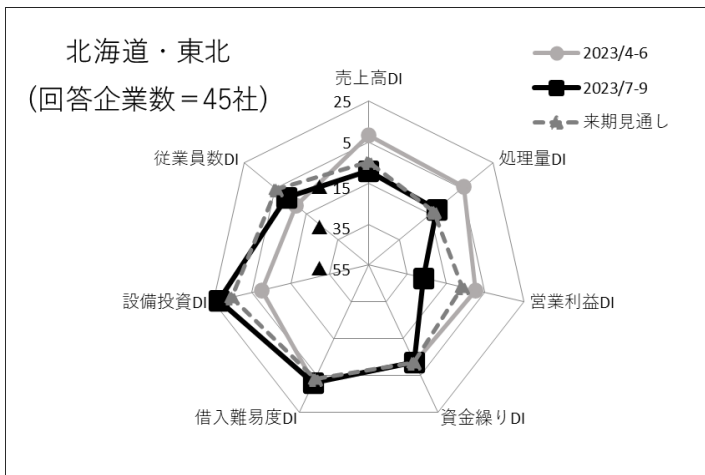 北海道・東北
(回答企業数＝45社)
2023/4-6
2023/7-9
来期見通し
売上高DI
処理量DI
営業利益DI
資金繰りDI
借入難易度DI
設備投資DI
従業員数DI
25
5
▲ 15
▲ 35
▲ 55